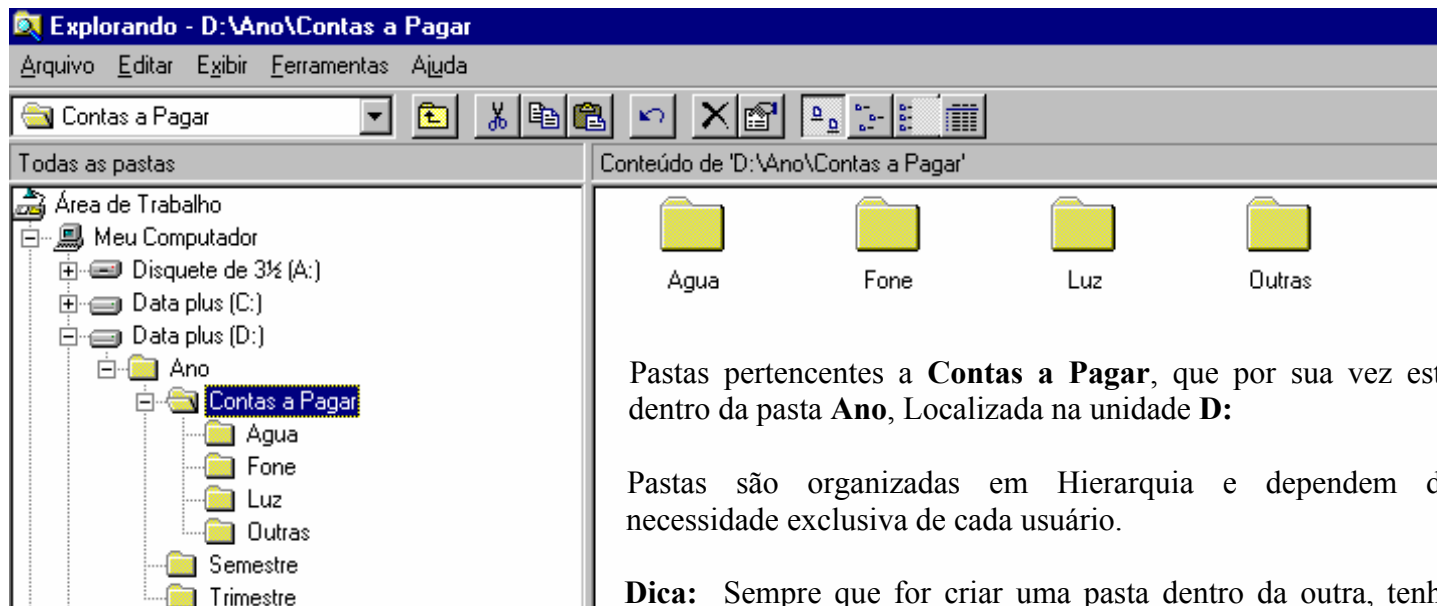 Explorando - D:\Ano\Contas a Pagar
Arquivo Editar Exibir Ferramentas Ajuda
Contas a Pagar
Todas as pastas
Conteúdo de 'D:\Ano\Contas a Pagar'
Área de Trabalho
Meu Computador
Disquete de 3½ (A:)
Data plus (C:)
Data plus (D:)
Ano
Contas a Pagar
Agua
Fone
Luz
Outras
Semestre
Trimestre
Agua Fone Luz Outras
Pastas pertencentes a Contas a Pagar, que por sua vez est
dentro da pasta Ano, Localizada na unidade D:
Pastas são organizadas em Hierarquia e dependem d
necessidade exclusiva de cada usuário.
Dica: Sempre que for criar uma pasta dentro da outra, tenh